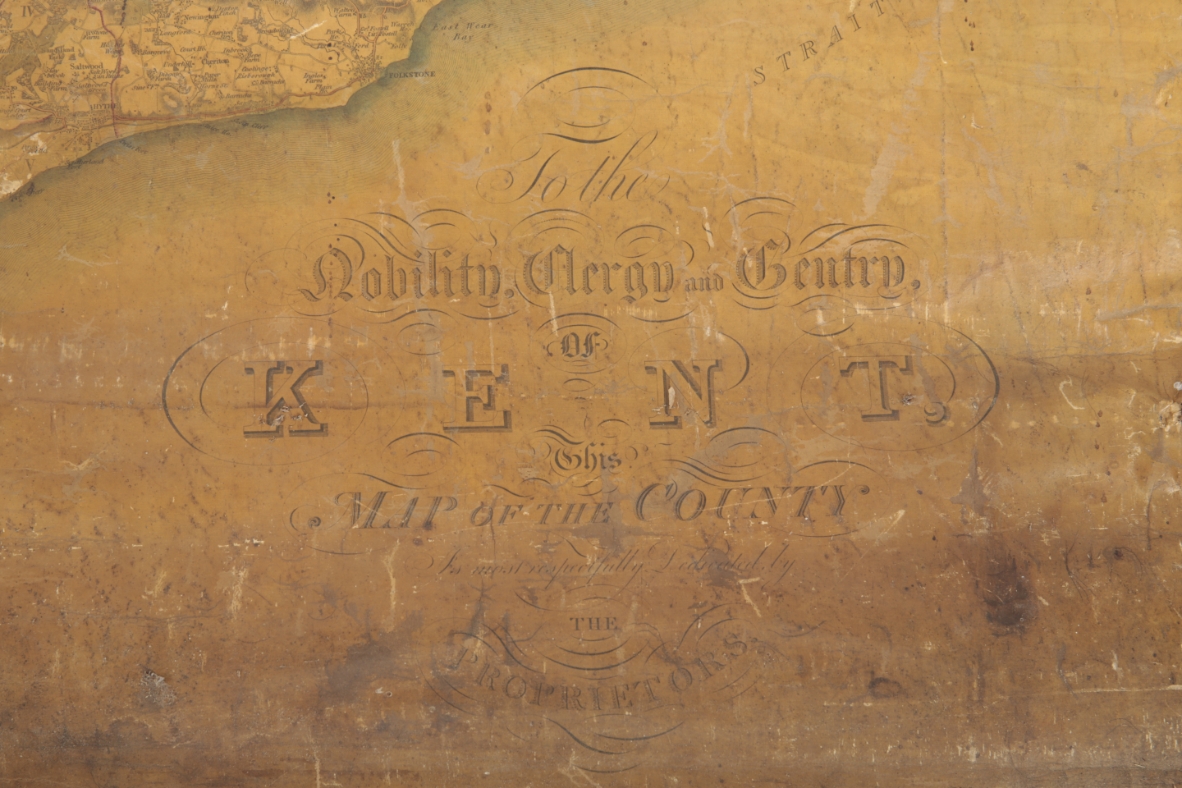 IV
East Wear
Bay
FOLKSTONE
HYTHE
STRAIT
To the
Nobility, Clergy and Gentry,
OF
KENT,
This
MAP OF THE COUNTY
Is most respectfully Dedicated by
THE
PROPRIETORS